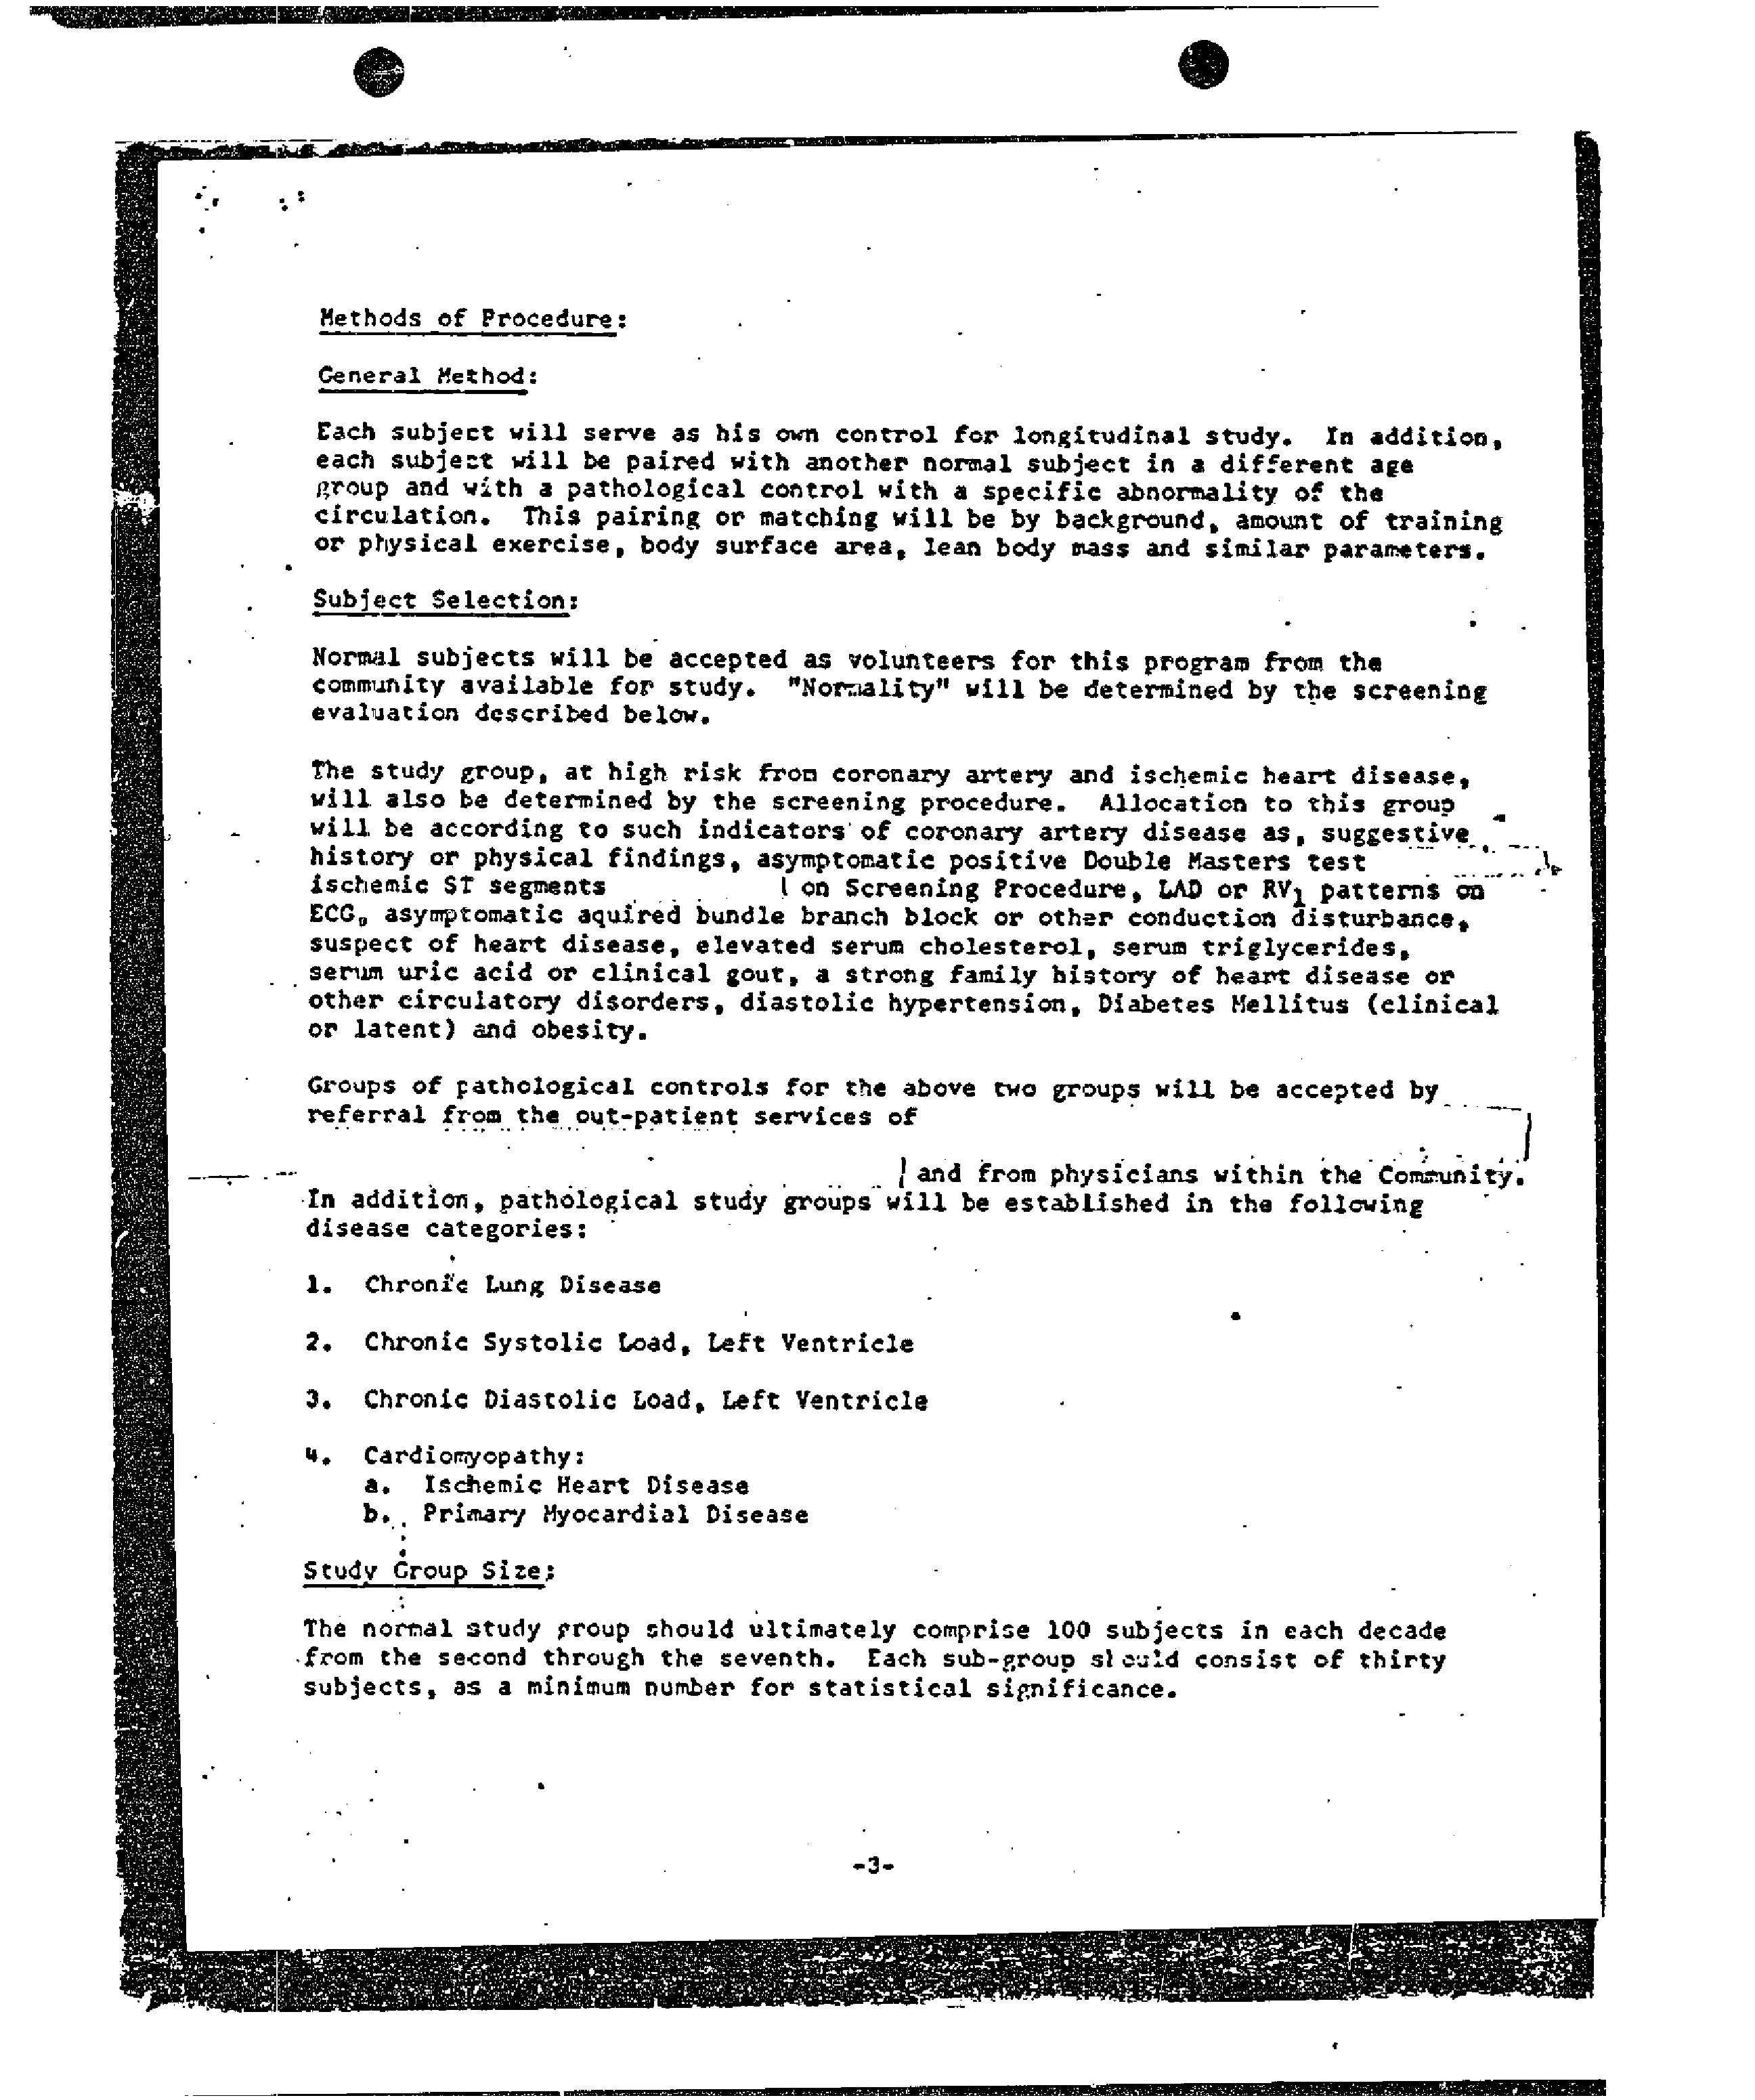 Methods of Procedure:
General Method:
Each subject will serve as his own control for longitudinal study. In addition,
each subject will be paired with another normal subject in a different age
group and with a pathological control with a specific abnormality of the
circulation. This pairing or matching will be by background, amount of training
or physical exercise, body surface area, lean body mass and similar parameters.
Subject Selection:
Normal subjects will be accepted as volunteers for this program from the
community available for study. "Normality" will be determined by the screening
evaluation described below.
The study group, at high risk from coronary artery and ischemic heart disease,
will also be determined by the screening procedure. Allocation to this group
will be according to such indicators of coronary artery disease as, suggestive
history or physical findings, asymptomatic positive Double Masters test
ischemic ST segments on Screening Procedure, LAD or RV1 patterns on
ECG, asymptomatic aquired bundle branch block or other conduction disturbance,
suspect of heart disease, elevated serum cholesterol, serum triglycerides,
serum uric acid or clinical gout, a strong family history of heart disease or
other circulatory disorders, diastolic hypertension, Diabetes Mellitus (clinical
or latent) and obesity.
Groups of pathological controls for the above two groups will be accepted by
referral from the out-patient services of
and from physicians within the Community.
In addition, pathological study groups will be established in the following
disease categories:
1. Chronic Lung Disease
2. Chronic Systolic Load, Left Ventricle
3. Chronic Diastolic Load, Left Ventricle
4. Cardiomyopathy:
a. Ischemic Heart Disease
b. Primary Myocardial Disease
Study Group Size:
The normal study group should ultimately comprise 100 subjects in each decade
from the second through the seventh. Each sub-group should consist of thirty
subjects, as a minimum number for statistical significance.
-3-